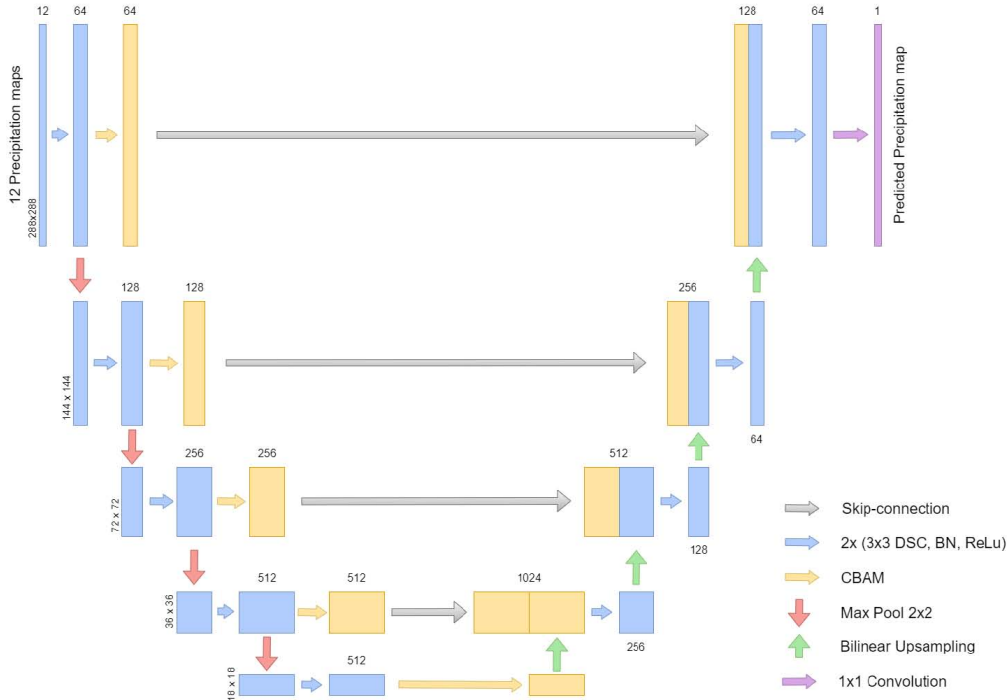 12 64 64 128 64 1
12 Precipitation maps
288x288
Predicted Precipitation map
128 128 256
144 x 144
64
256 256 512
72 x 72
128
512 512 1024
36 x 36
256
512
18 x 18
Skip-connection
2x (3x3 DSC, BN, ReLu)
CBAM
Max Pool 2x2
Bilinear Upsampling
1x1 Convolution